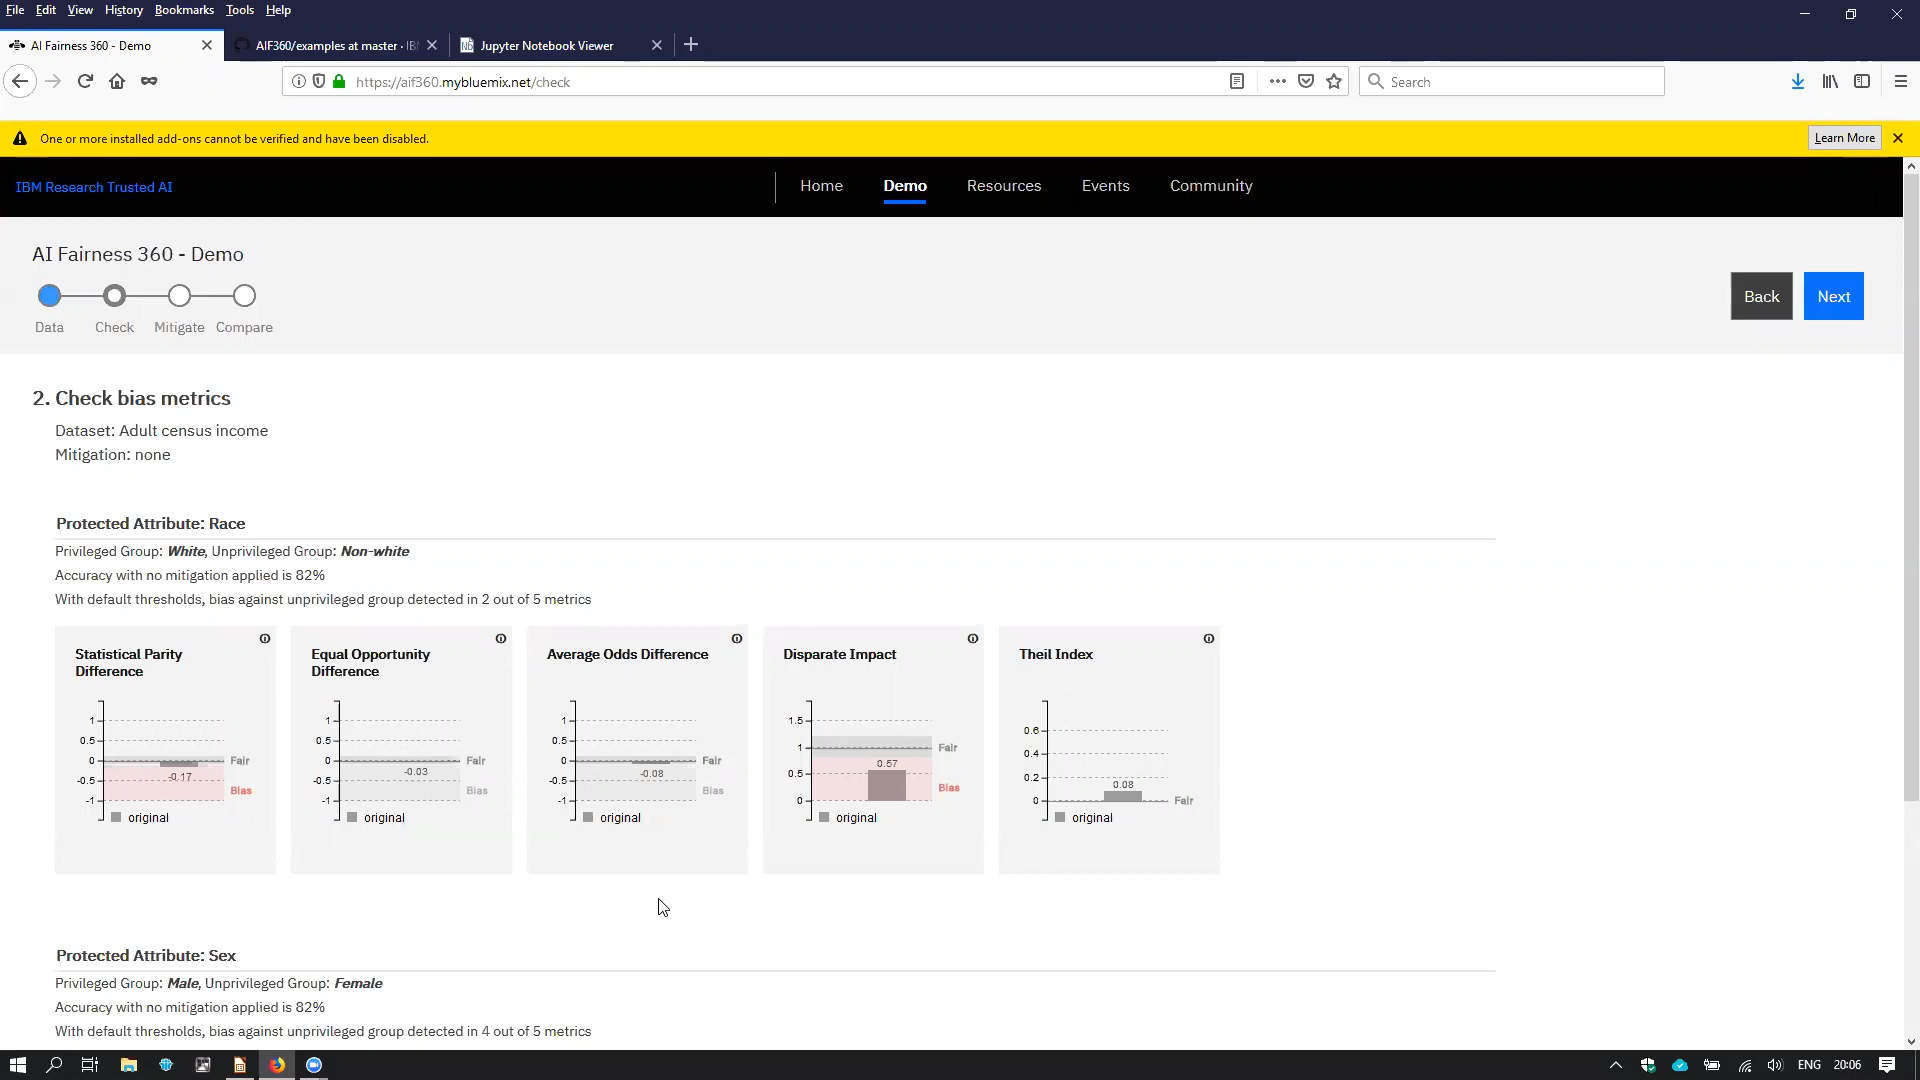 File Edit View History Bookmarks Tools Help
AI Fairness 360 - Demo
AIF360/examples at master · IB
Jupyter Notebook Viewer
https://aif360.mybluemix.net/check
Search
One or more installed add-ons cannot be verified and have been disabled.
Learn More
IBM Research Trusted AI
Home Demo Resources Events Community
AI Fairness 360 - Demo
Back Next
Data Check Mitigate Compare
2. Check bias metrics
Dataset: Adult census income
Mitigation: none
Protected Attribute: Race
Privileged Group: White, Unprivileged Group: Non-white
Accuracy with no mitigation applied is 82%
With default thresholds, bias against unprivileged group detected in 2 out of 5 metrics
Statistical Parity
Difference
1
0.5
0 Fair
-0.17
-0.5
Bias
-1
original
Equal Opportunity
Difference
1
0.5
0 Fair
-0.03
-0.5
Bias
-1
original
Average Odds Difference
1
0.5
0 Fair
-0.08
-0.5
Bias
-1
original
Disparate Impact
1.5
1 Fair
0.57
0.5
Bias
0
original
Theil Index
0.6
0.4
0.2
0.08
0 Fair
original
Protected Attribute: Sex
Privileged Group: Male, Unprivileged Group: Female
Accuracy with no mitigation applied is 82%
With default thresholds, bias against unprivileged group detected in 4 out of 5 metrics
ENG 20:06